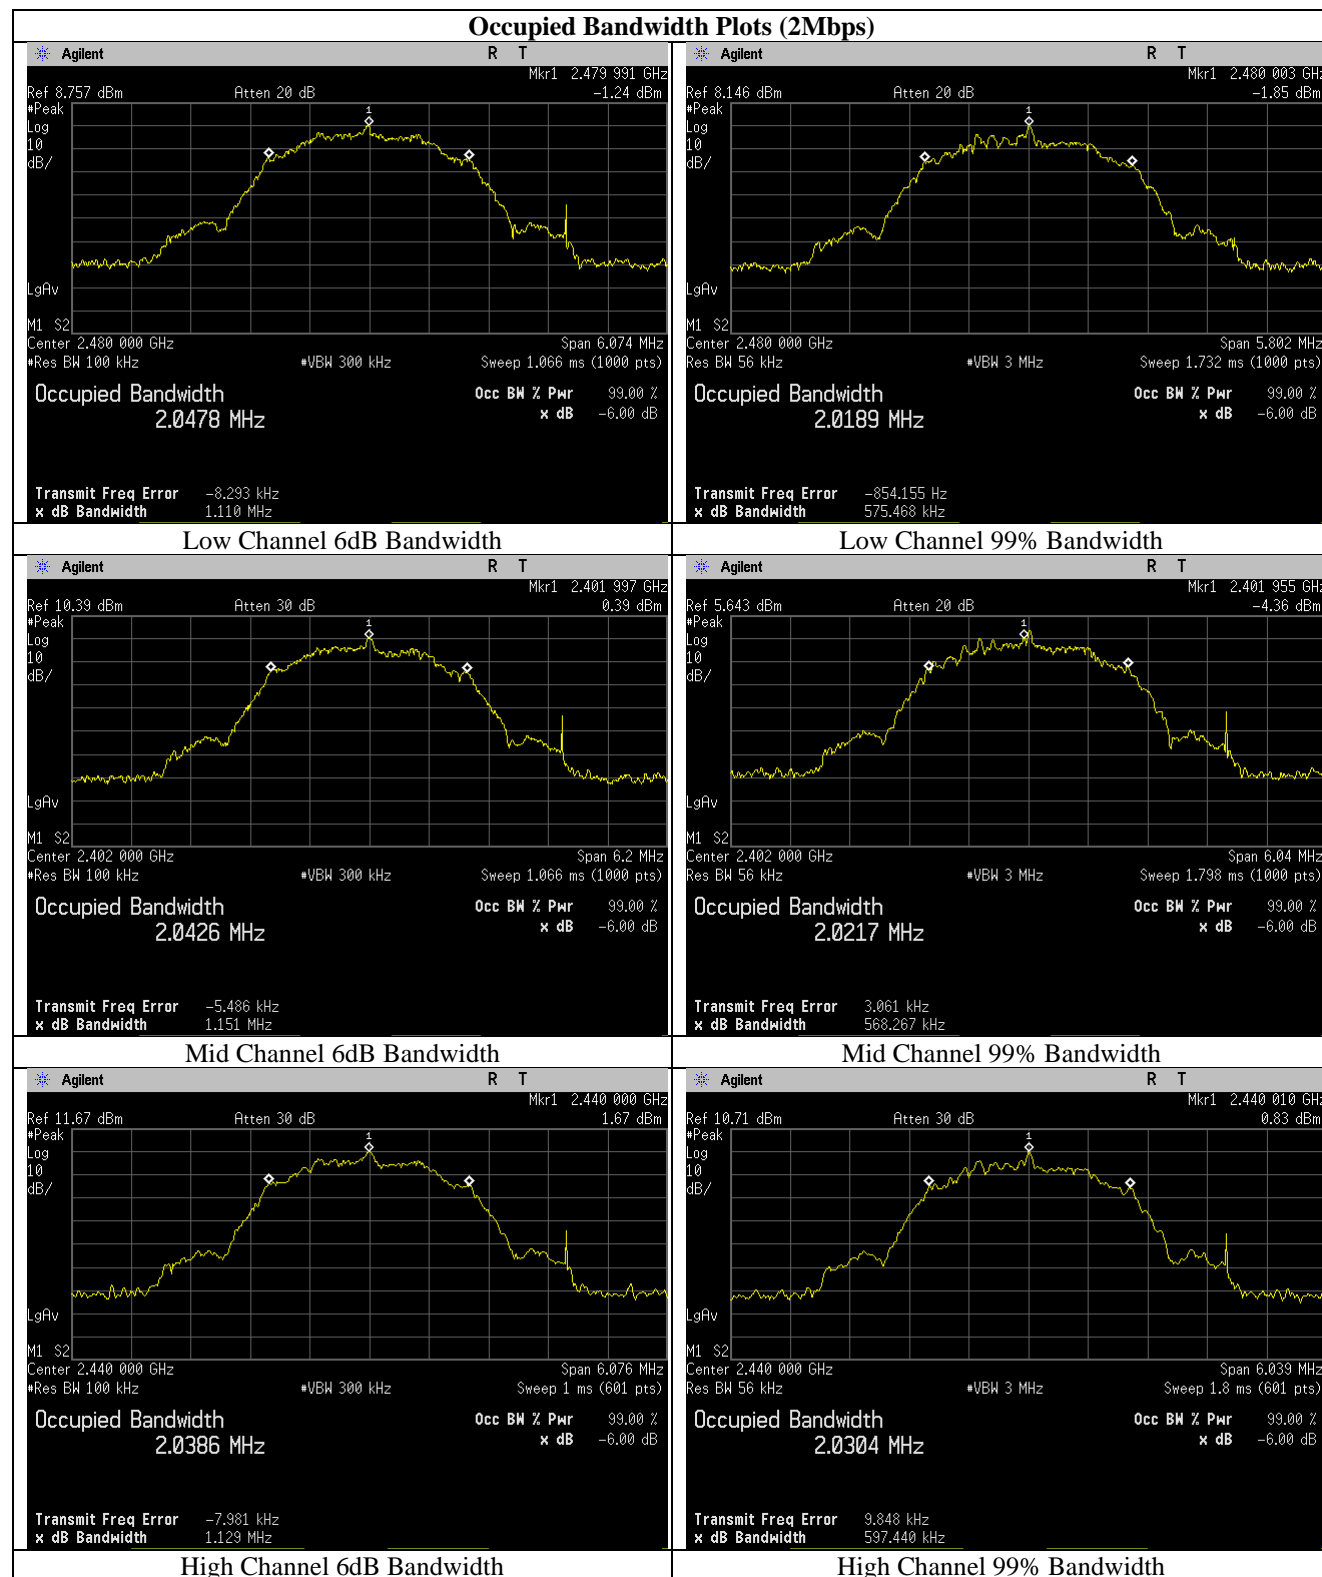 Occupied Bandwidth Plots (2Mbps)
Agilent R T
Mkr1 2.479 991 GHz
Ref 8.757 dBm Atten 20 dB -1.24 dBm
#Peak
Log
10
dB/
1
LgAv
M1 S2
Center 2.480 000 GHz Span 6.074 MHz
#Res BW 100 kHz #VBW 300 kHz Sweep 1.066 ms (1000 pts)
Occupied Bandwidth Occ BW % Pwr 99.00 %
2.0478 MHz x dB -6.00 dB
Transmit Freq Error -8.293 kHz
x dB Bandwidth 1.110 MHz
Low Channel 6dB Bandwidth
Agilent R T
Mkr1 2.480 003 GHz
Ref 8.146 dBm Atten 20 dB -1.85 dBm
#Peak
Log
10
dB/
1
LgAv
M1 S2
Center 2.480 000 GHz Span 5.802 MHz
Res BW 56 kHz #VBW 3 MHz Sweep 1.732 ms (1000 pts)
Occupied Bandwidth Occ BW % Pwr 99.00 %
2.0189 MHz x dB -6.00 dB
Transmit Freq Error -854.155 Hz
x dB Bandwidth 575.468 kHz
Low Channel 99% Bandwidth
Agilent R T
Mkr1 2.401 997 GHz
Ref 10.39 dBm Atten 30 dB 0.39 dBm
#Peak
Log
10
dB/
1
LgAv
M1 S2
Center 2.402 000 GHz Span 6.2 MHz
#Res BW 100 kHz #VBW 300 kHz Sweep 1.066 ms (1000 pts)
Occupied Bandwidth Occ BW % Pwr 99.00 %
2.0426 MHz x dB -6.00 dB
Transmit Freq Error -5.486 kHz
x dB Bandwidth 1.151 MHz
Mid Channel 6dB Bandwidth
Agilent R T
Mkr1 2.401 955 GHz
Ref 5.643 dBm Atten 20 dB -4.36 dBm
#Peak
Log
10
dB/
1
LgAv
M1 S2
Center 2.402 000 GHz Span 6.04 MHz
Res BW 56 kHz #VBW 3 MHz Sweep 1.798 ms (1000 pts)
Occupied Bandwidth Occ BW % Pwr 99.00 %
2.0217 MHz x dB -6.00 dB
Transmit Freq Error 3.061 kHz
x dB Bandwidth 568.267 kHz
Mid Channel 99% Bandwidth
Agilent R T
Mkr1 2.440 000 GHz
Ref 11.67 dBm Atten 30 dB 1.67 dBm
#Peak
Log
10
dB/
1
LgAv
M1 S2
Center 2.440 000 GHz Span 6.076 MHz
#Res BW 100 kHz #VBW 300 kHz Sweep 1 ms (601 pts)
Occupied Bandwidth Occ BW % Pwr 99.00 %
2.0386 MHz x dB -6.00 dB
Transmit Freq Error -7.981 kHz
x dB Bandwidth 1.129 MHz
High Channel 6dB Bandwidth
Agilent R T
Mkr1 2.440 010 GHz
Ref 10.71 dBm Atten 30 dB 0.83 dBm
#Peak
Log
10
dB/
1
LgAv
M1 S2
Center 2.440 000 GHz Span 6.039 MHz
Res BW 56 kHz #VBW 3 MHz Sweep 1.8 ms (601 pts)
Occupied Bandwidth Occ BW % Pwr 99.00 %
2.0304 MHz x dB -6.00 dB
Transmit Freq Error 9.848 kHz
x dB Bandwidth 597.440 kHz
High Channel 99% Bandwidth